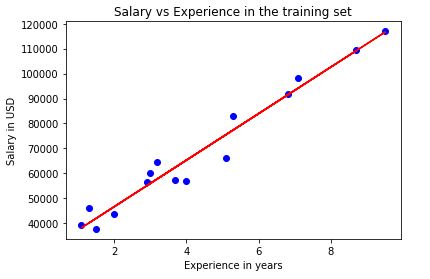 Salary vs Experience in the training set
120000
110000
100000
90000
80000
70000
60000
50000
40000
Salary in USD
2 4 6 8
Experience in years